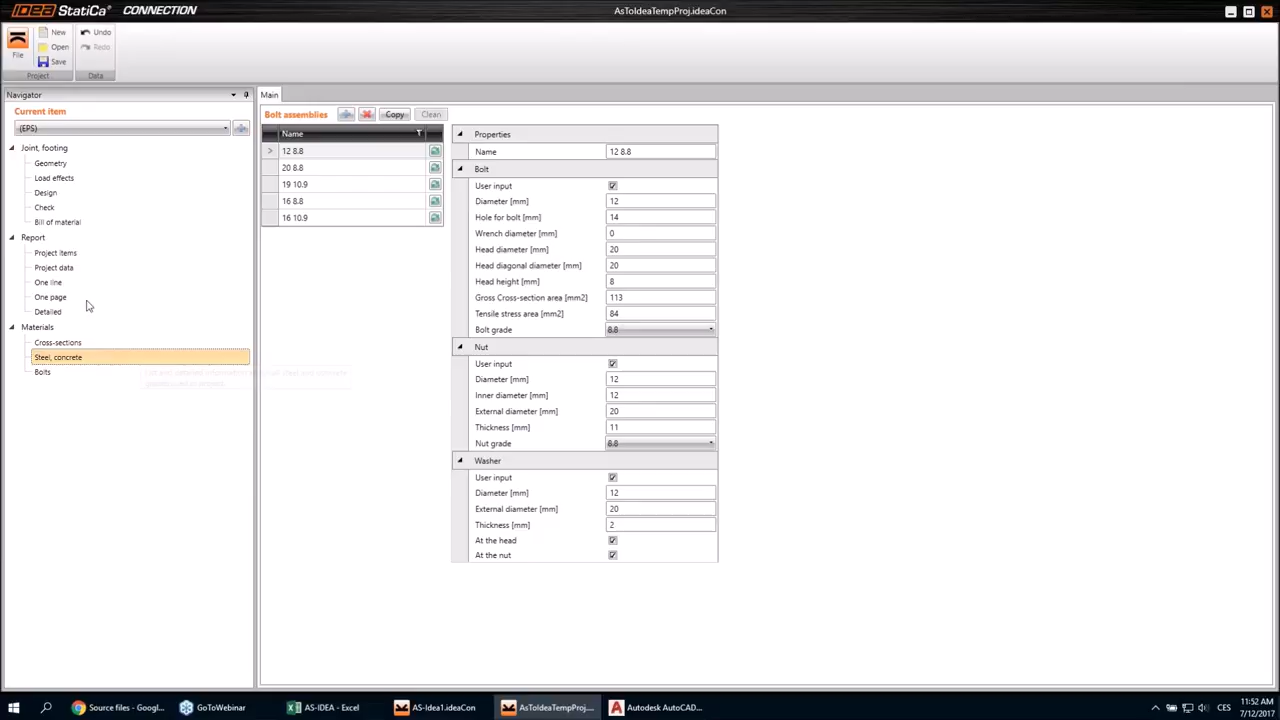 IDEA StatiCa CONNECTION
AsToIdeaTempProj.ideaCon
File
New
Open
Save
Undo
Redo
Project
Data
Navigator
Current item
(EPS)
Joint, footing
Geometry
Load effects
Design
Check
Bill of material
Report
Project items
Project data
One line
One page
Detailed
Materials
Cross-sections
Steel, concrete
Bolts
Main
Bolt assemblies
Copy
Clean
Name
12 8.8
20 8.8
19 10.9
16 8.8
16 10.9
Properties
Name 12 8.8
Bolt
User input
Diameter [mm] 12
Hole for bolt [mm] 14
Wrench diameter [mm] 0
Head diameter [mm] 20
Head diagonal diameter [mm] 20
Head height [mm] 8
Gross Cross-section area [mm2] 113
Tensile stress area [mm2] 84
Bolt grade 8.8
Nut
User input
Diameter [mm] 12
Inner diameter [mm] 12
External diameter [mm] 20
Thickness [mm] 11
Nut grade 8.8
Washer
User input
Diameter [mm] 12
External diameter [mm] 20
Thickness [mm] 2
At the head
At the nut
Source files - Googl...
GoToWebinar
AS-IDEA - Excel
AS-Idea1.ideaCon
AsToIdeaTempProj...
Autodesk AutoCAD...
CES
11:52 AM
7/12/2017